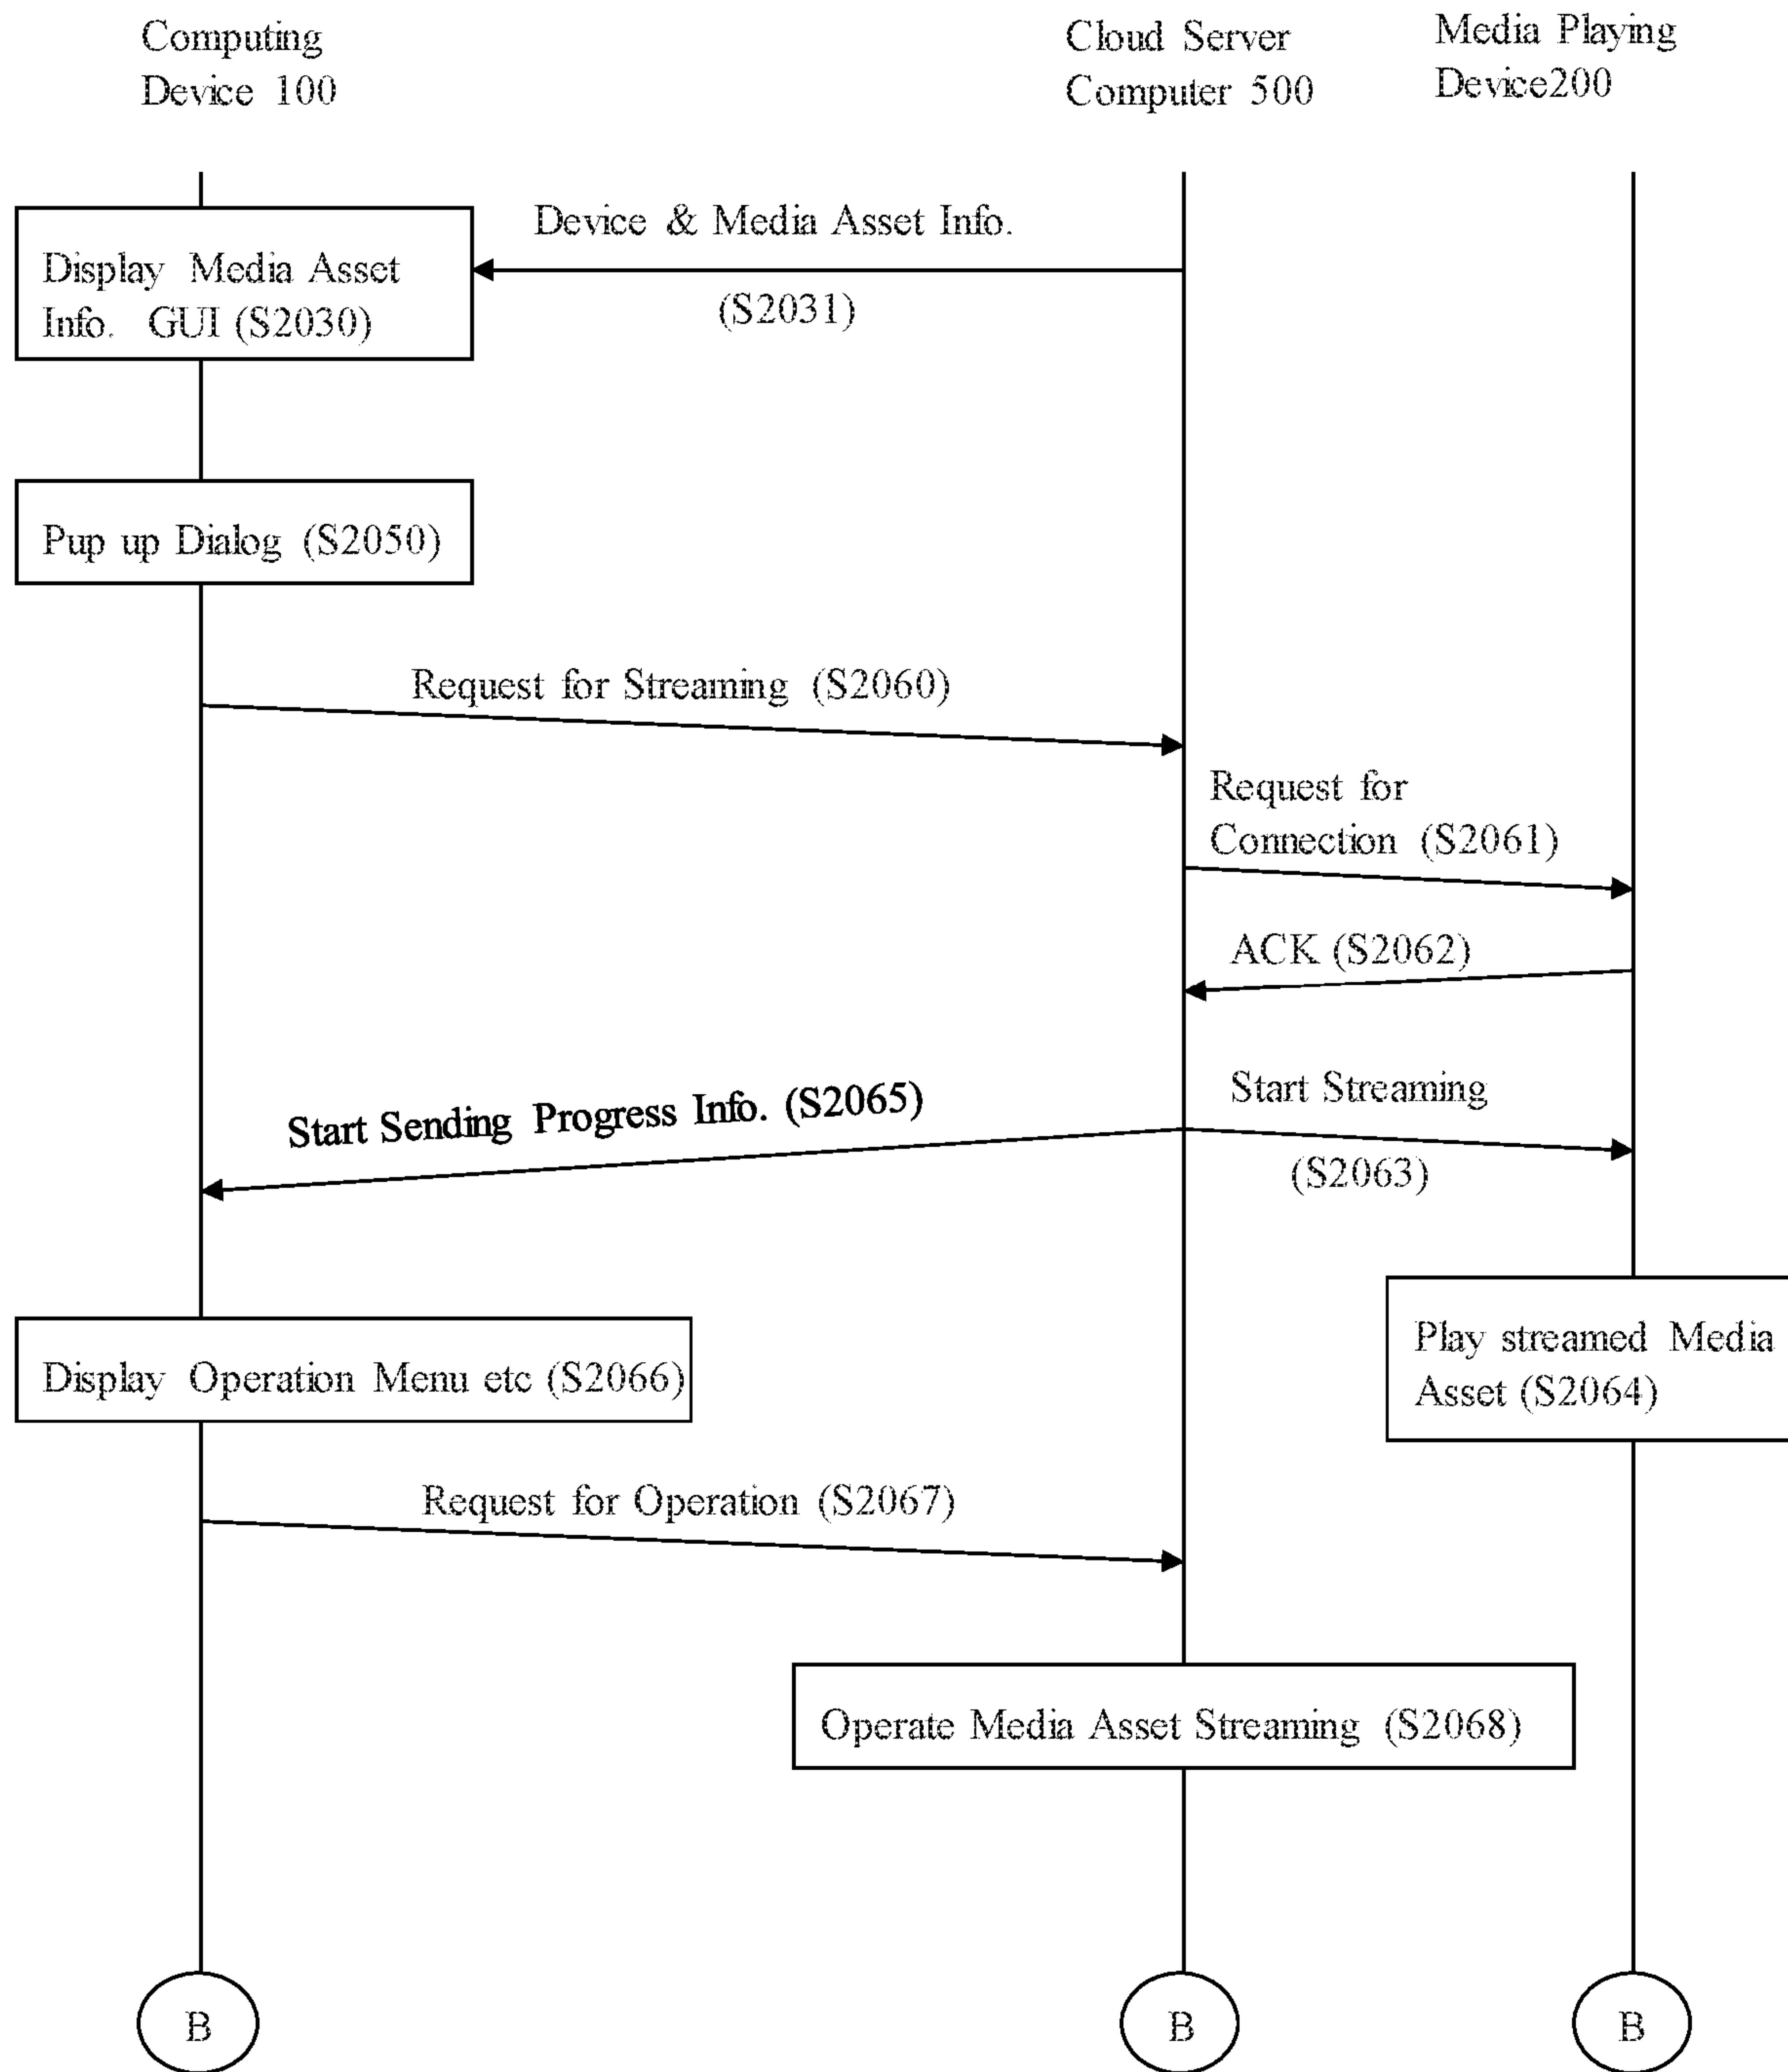 Computing
Device 100
Cloud Server
Computer 500
Media Playing
Device200
Device & Media Asset Info.
(S2031)
Display Media Asset
Info. GUI (S2030)
Pup up Dialog (S2050)
Request for Streaming (S2060)
Request for
Connection (S2061)
ACK (S2062)
Start Sending Progress Info. (S2065)
Start Streaming
(S2063)
Play streamed Media
Asset (S2064)
Display Operation Menu etc (S2066)
Request for Operation (S2067)
Operate Media Asset Streaming (S2068)
B
B
B